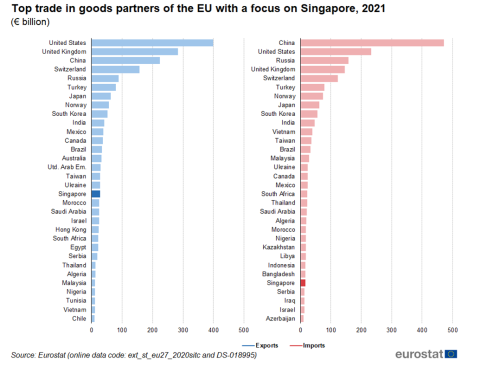 Top trade in goods partners of the EU with a focus on Singapore, 2021
(€ billion)
United States
United Kingdom
China
Switzerland
Russia
Turkey
Japan
Norway
South Korea
India
Mexico
Canada
Brazil
Australia
Utd. Arab Em.
Taiwan
Ukraine
Singapore
Morocco
Saudi Arabia
Israel
Hong Kong
South Africa
Egypt
Serbia
Thailand
Algeria
Malaysia
Nigeria
Tunisia
Vietnam
Chile
0 100 200 300 400 500
China
United States
Russia
United Kingdom
Switzerland
Turkey
Norway
Japan
South Korea
India
Vietnam
Taiwan
Brazil
Malaysia
Ukraine
Canada
Mexico
South Africa
Thailand
Saudi Arabia
Algeria
Morocco
Nigeria
Kazakhstan
Libya
Indonesia
Bangladesh
Singapore
Serbia
Iraq
Israel
Azerbaijan
0 100 200 300 400 500
Exports Imports
Source: Eurostat (online data code: ext_st_eu27_2020sitc and DS-018995)
eurostat